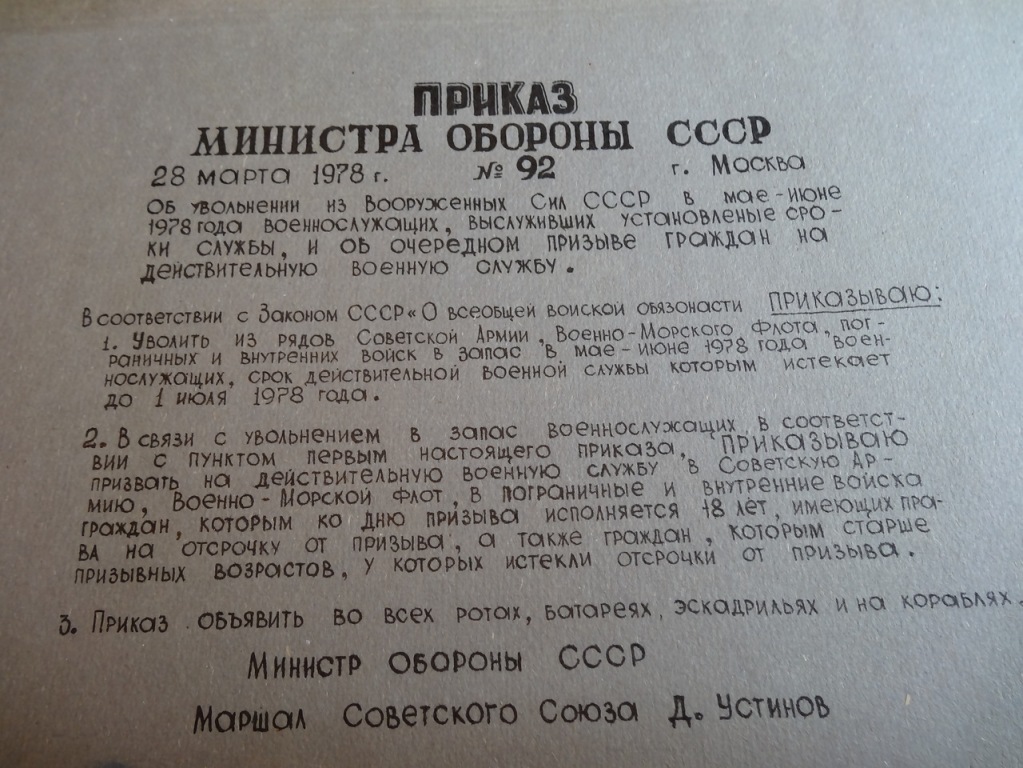 ПРИКАЗ
МИНИСТРА ОБОРОНЫ СССР
28 марта 1978 г. № 92 г. Москва
Об увольнении из Вооруженных Сил СССР в мае-июне
1978 года военнослужащих, выслуживших установленые сро-
ки службы, и об очередном призыве граждан на
действительную военную службу.
В соответствии с Законом СССР «О всеобщей воиской обязоности ПРИКАЗЫВАЮ:
1. Уволить из рядов Советской Армии, Военно-Морского Флота, пог-
раничных и внутренних войск в запас в мае-июне 1978 года воен-
нослужащих, срок действительной военной службы которым истекает
до 1 июля 1978 года.
2. В связи с увольнением в запас военнослужащих в соответст-
вии с пунктом первым настоящего приказа, ПРИКАЗЫВАЮ
призвать на действительную военную службу в Советскую Ар-
мию, Военно-Морской Флот, в пограничные и внутренние войска
граждан, которым ко дню призыва исполняется 18 лет, имеющих пра-
ва на отсрочку от призыва, а также граждан, которым старше
призывных возрастов, у которых истекли отсрочки от призыва.
3. Приказ объявить во всех ротах, батареях, эскадрильях и на кораблях.
Министр обороны СССР
Маршал Советского Союза Д. Устинов